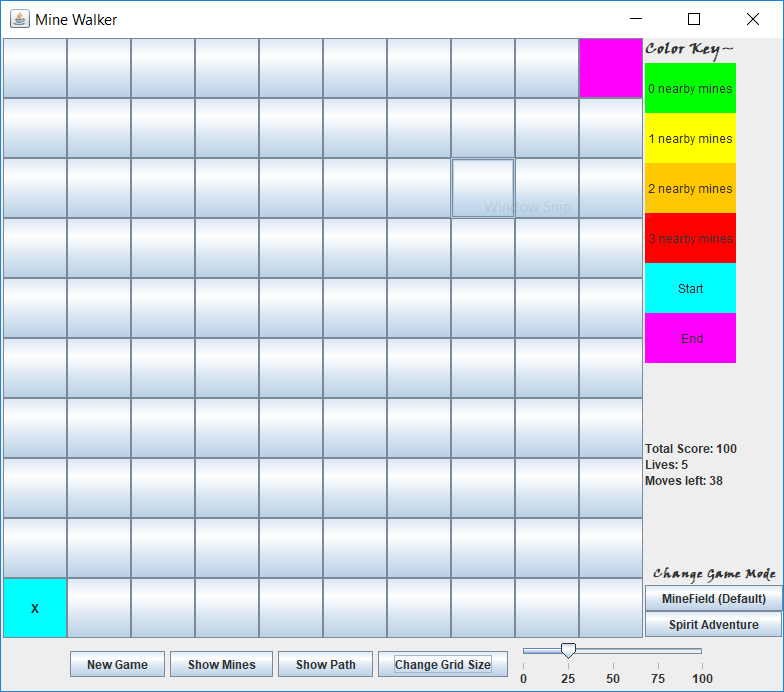 Mine Walker
Color Key~
0 nearby mines
1 nearby mines
2 nearby mines
3 nearby mines
Start
End
Window Snip
Total Score: 100
Lives: 5
Moves left: 38
Change Game Mode
MineField (Default)
Spirit Adventure
X
New Game
Show Mines
Show Path
Change Grid Size
0 25 50 75 100